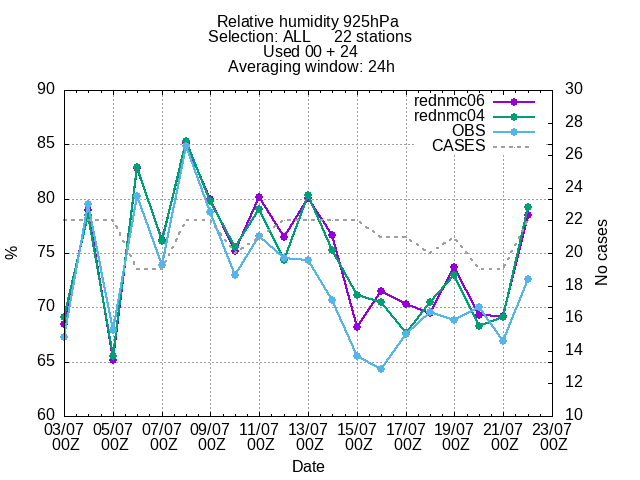 Relative humidity 925hPa
Selection: ALL 22 stations
Used 00 + 24
Averaging window: 24h
rednmc06
rednmc04
OBS
CASES
90
85
80
75
70
65
60
%
30
28
26
24
22
20
18
16
14
12
10
No cases
03/07 05/07 07/07 09/07 11/07 13/07 15/07 17/07 19/07 21/07 23/07
00Z 00Z 00Z 00Z 00Z 00Z 00Z 00Z 00Z 00Z 00Z
Date